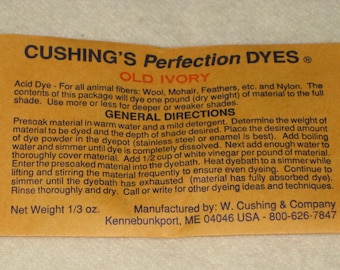 CUSHING'S Perfection DYES ®
OLD IVORY
Acid Dye - For all animal fibers: Wool, Mohair, Feathers, etc. and Nylon. The
contents of this package will dye one pound (dry weight) of material to the full
shade. Use more or less for deeper or weaker shades.
GENERAL DIRECTIONS
Presoak material in warm water and a mild detergent. Determine the weight of
material to be dyed and the depth of shade desired. Place the desired amount
of dye powder in the dyepot (stainless steel or enamel is best). Add boiling
water and simmer until dye is completely dissolved. Next add enough water to
thoroughly cover material. Add 1/2 cup of white vinegar per pound of material.
Enter the presoaked material into the dyebath. Heat dyebath to a simmer while
lifting and stirring the material frequently to ensure even dyeing. Continue to
simmer until the dyebath has exhausted (material has fully absorbed dye).
Rinse thoroughly and dry. Call or write for other dyeing ideas and techniques.
Net Weight 1/3 oz.
Manufactured by: W. Cushing & Company
Kennebunkport, ME 04046 USA - 800-626-7847